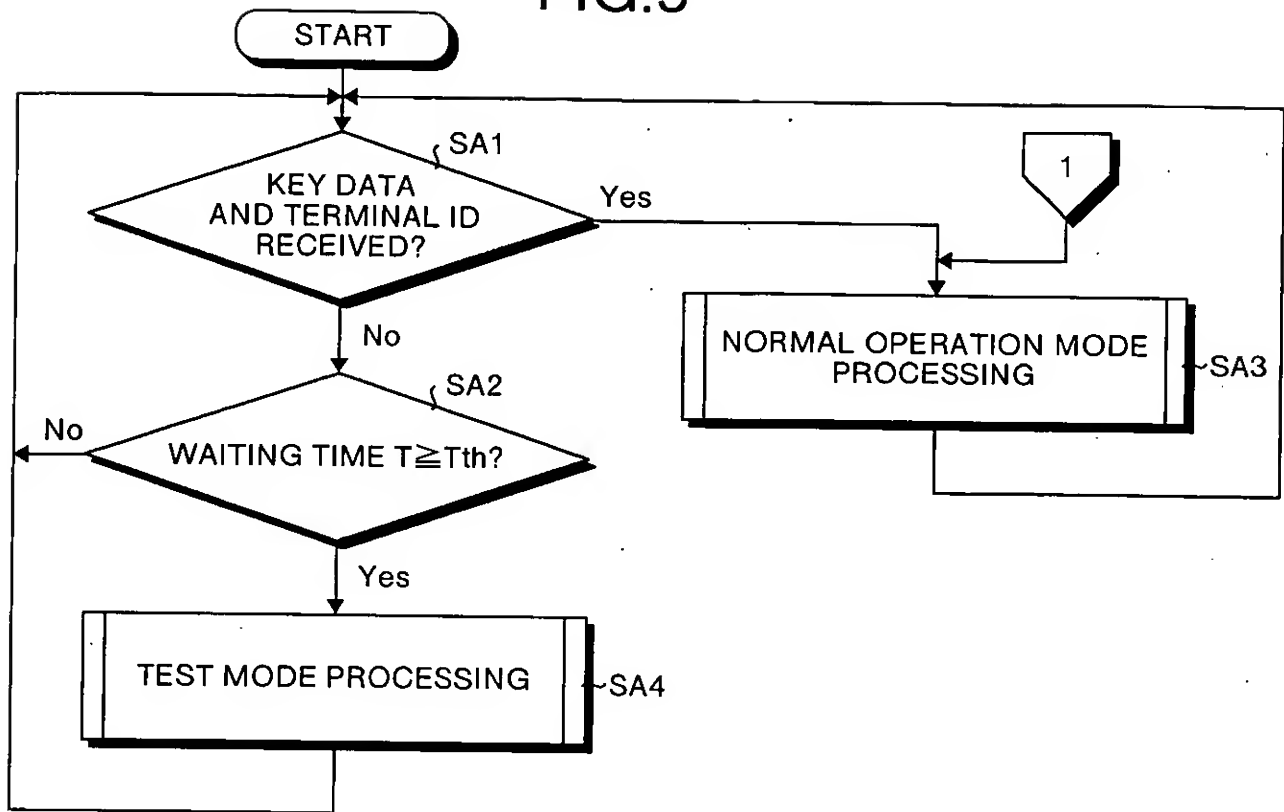 START
SA1
KEY DATA
AND TERMINAL ID
RECEIVED?
Yes
1
No
NORMAL OPERATION MODE
PROCESSING
SA3
SA2
No
WAITING TIME T≧Tth?
Yes
TEST MODE PROCESSING
SA4